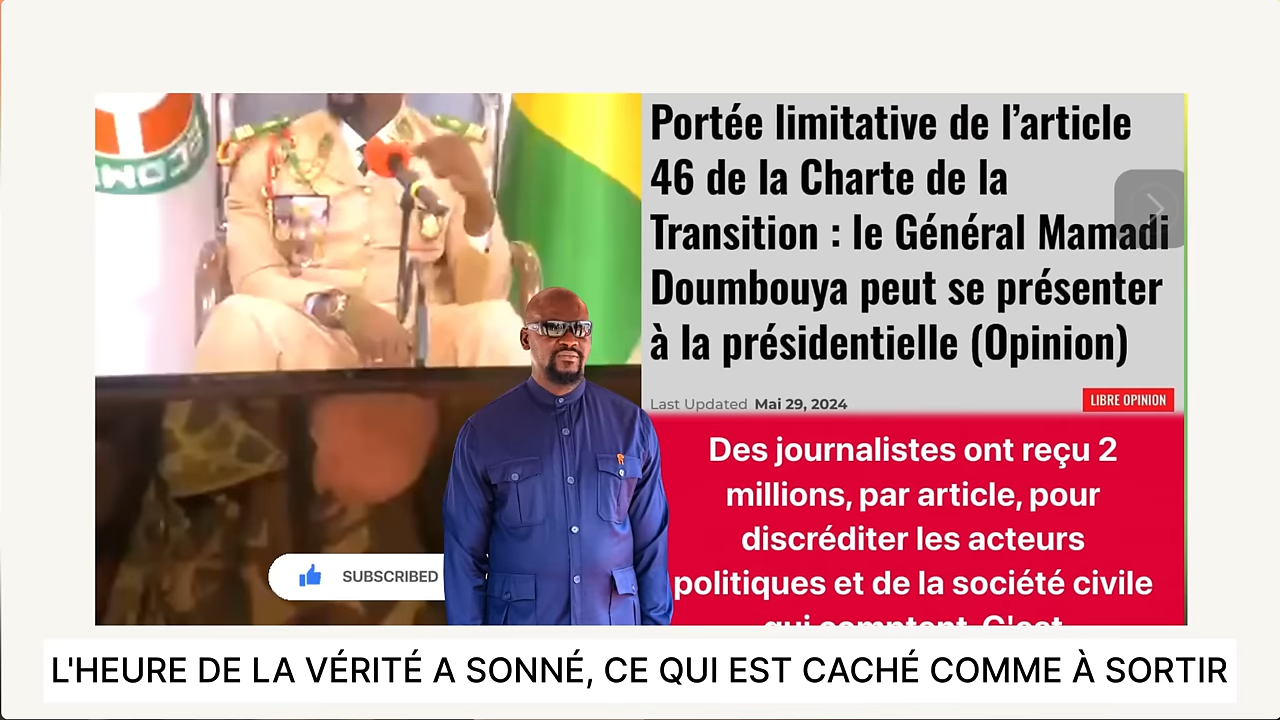 Portée limitative de l’article
46 de la Charte de la
Transition : le Général Mamadi
Doumbouya peut se présenter
à la présidentielle (Opinion)
Last Updated Mai 29, 2024
LIBRE OPINION
Des journalistes ont reçu 2
millions, par article, pour
discréditer les acteurs
politiques et de la société civile
qui comptent. C'est
SUBSCRIBED
L'HEURE DE LA VÉRITÉ A SONNÉ, CE QUI EST CACHÉ COMME À SORTIR